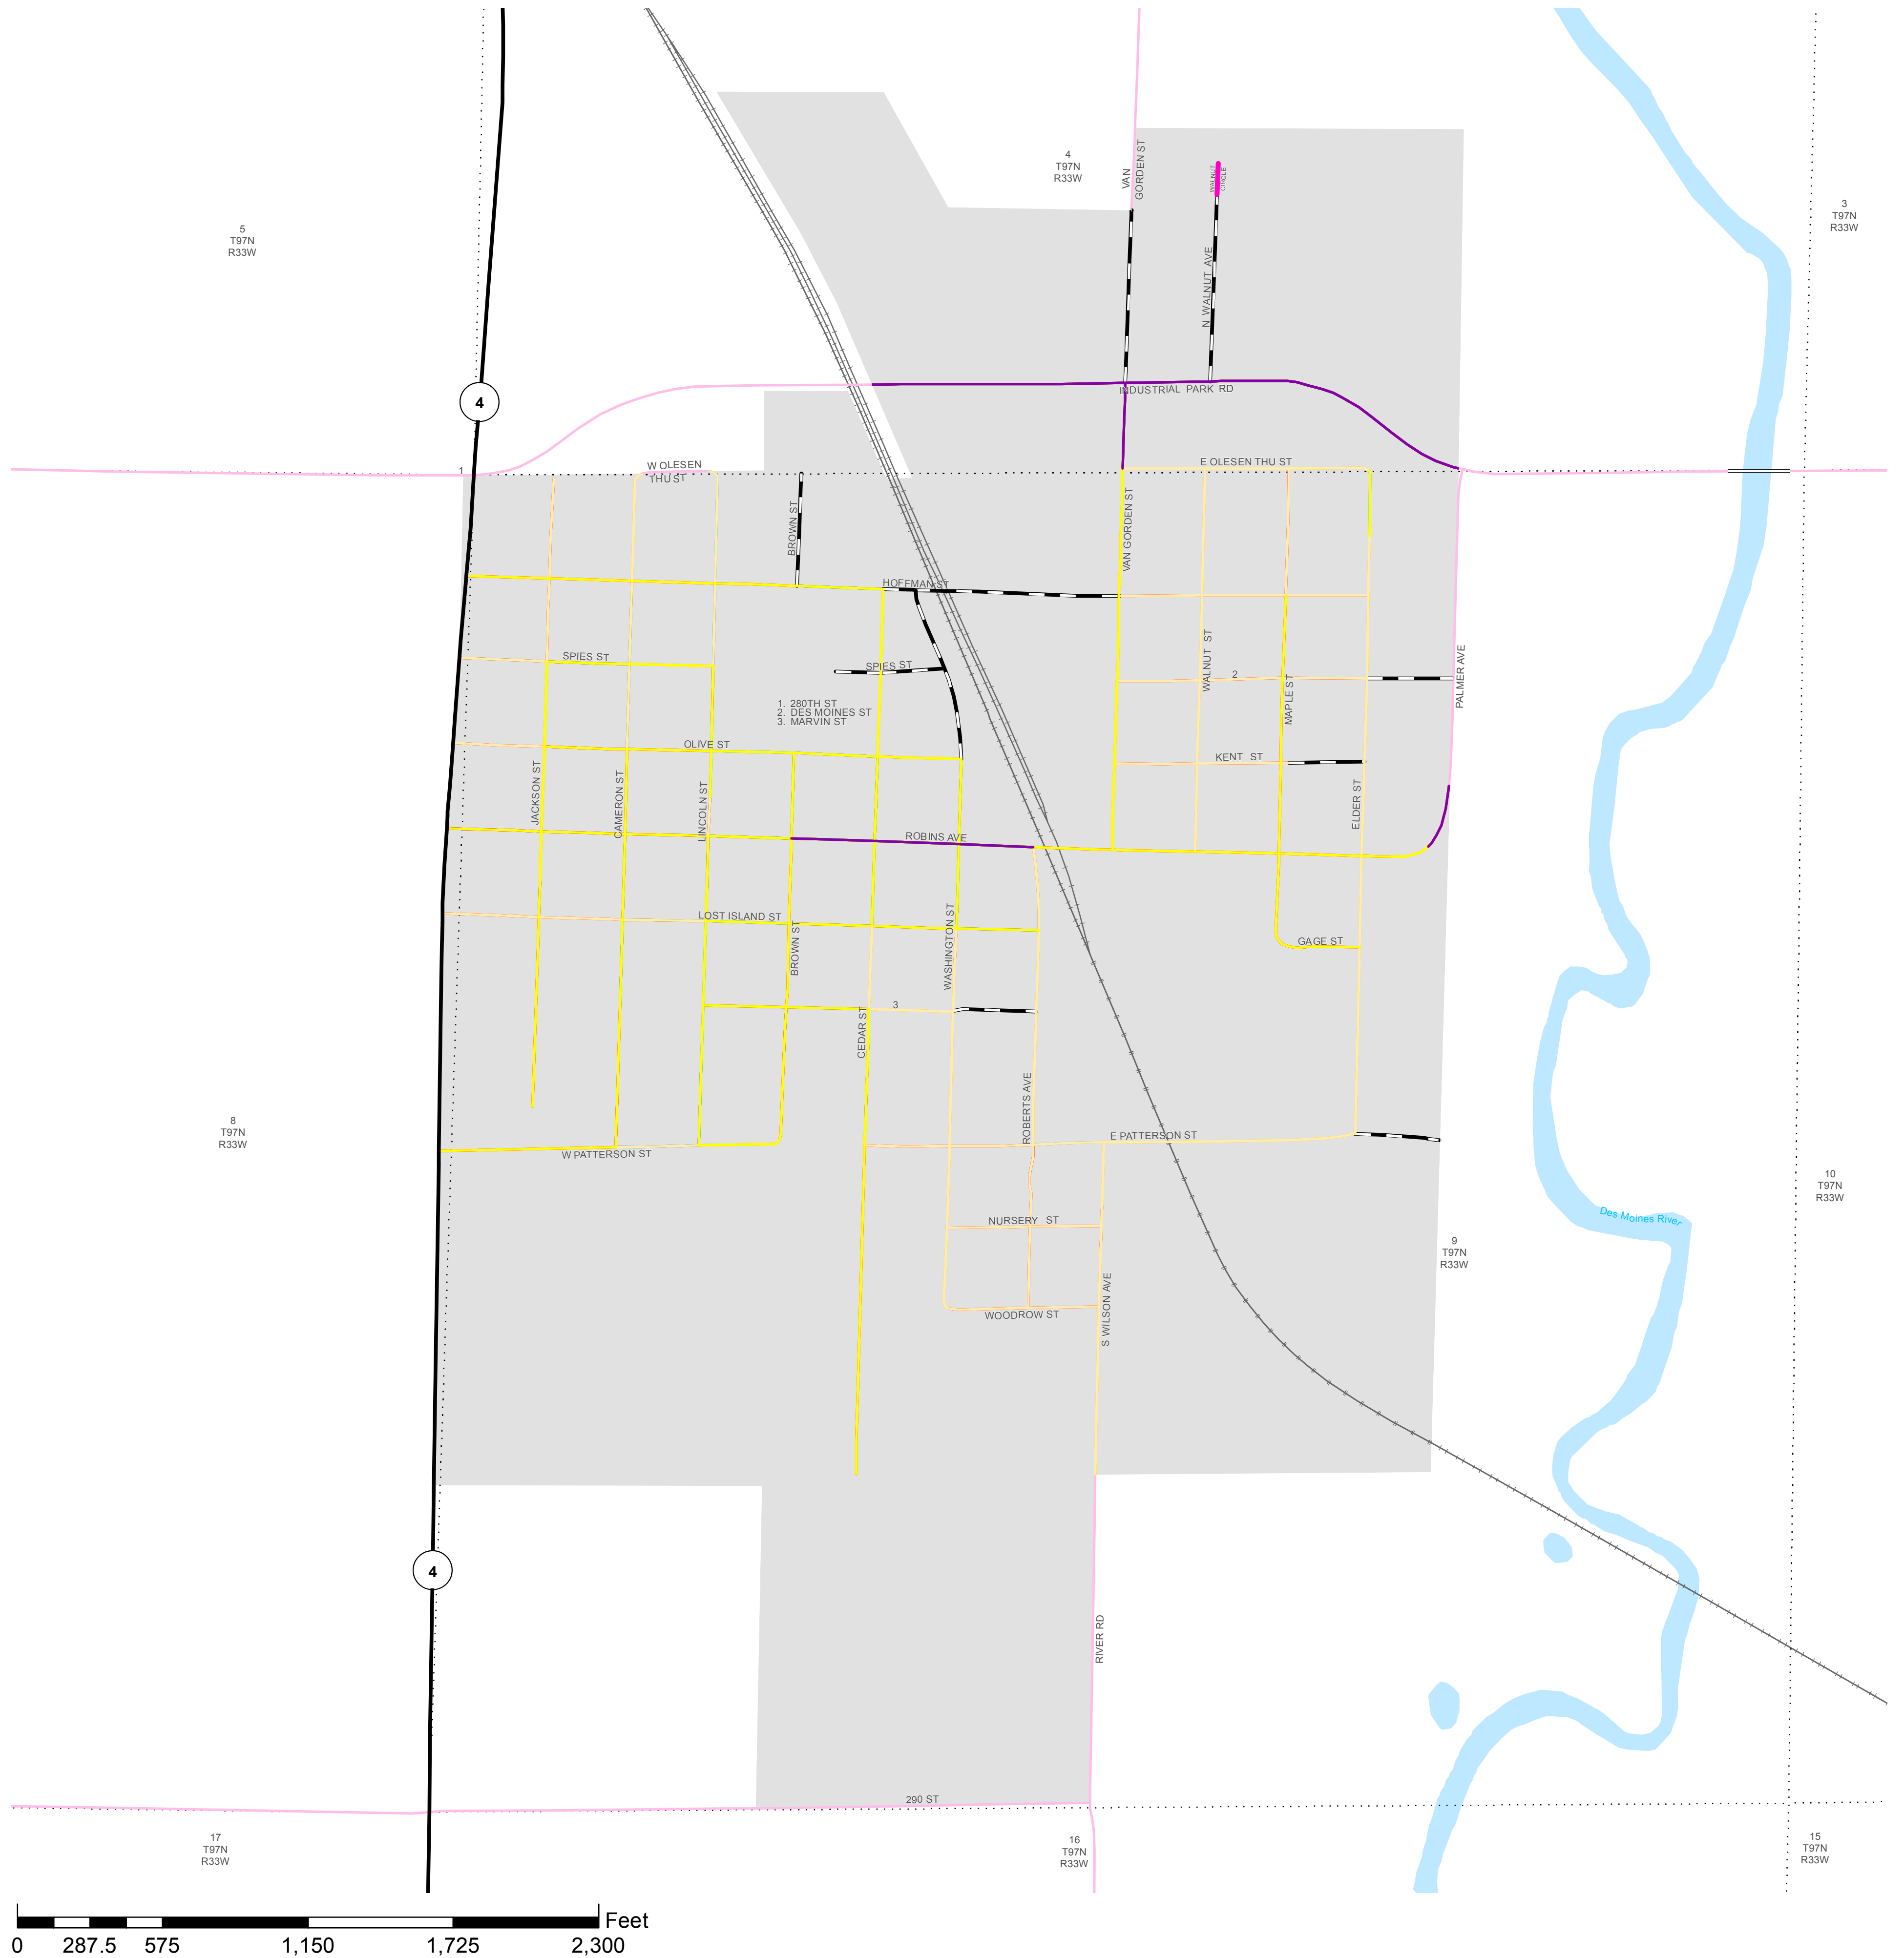 4
T97N
R33W
VAN
GORDEN ST
WALNUT
CIRCLE
3
T97N
R33W
5
T97N
R33W
N WALNUT AVE
4
INDUSTRIAL PARK RD
1
W OLESEN
THU ST
E OLESEN THU ST
BROWN ST
VAN GORDEN ST
HOFFMAN ST
SPIES ST
SPIES ST
WALNUT ST
2
MAPLE ST
PALMER AVE
1. 280TH ST
2. DES MOINES ST
3. MARVIN ST
OLIVE ST
KENT ST
JACKSON ST
CAMERON ST
LINCOLN ST
ELDER ST
ROBINS AVE
LOST ISLAND ST
BROWN ST
WASHINGTON ST
GAGE ST
3
CEDAR ST
ROBERTS AVE
8
T97N
R33W
E PATTERSON ST
W PATTERSON ST
10
T97N
R33W
NURSERY ST
Des Moines River
9
T97N
R33W
WOODROW ST
S WILSON AVE
4
RIVER RD
290 ST
17
T97N
R33W
16
T97N
R33W
15
T97N
R33W
Feet
0 287.5 575 1,150 1,725 2,300